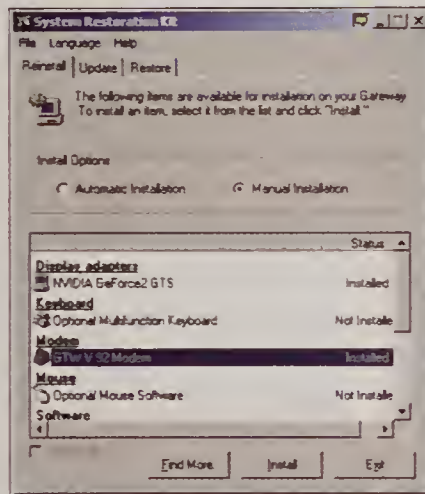 System Restoration Kit
File Language Help
Reinstall Update Restore
The following items are available for installation on your Gateway.
To install an item, select it from the list and click "Install."
Install Options
Automatic Installation Manual Installation
Status
Display adapters
NVIDIA GeForce2 GTS Installed
Keyboard
Optional Multifunction Keyboard Not Installe
Modem
GTW V.92 Modem Installed
Mouse
Optional Mouse Software Not Installe
Software
Find More Install Exit